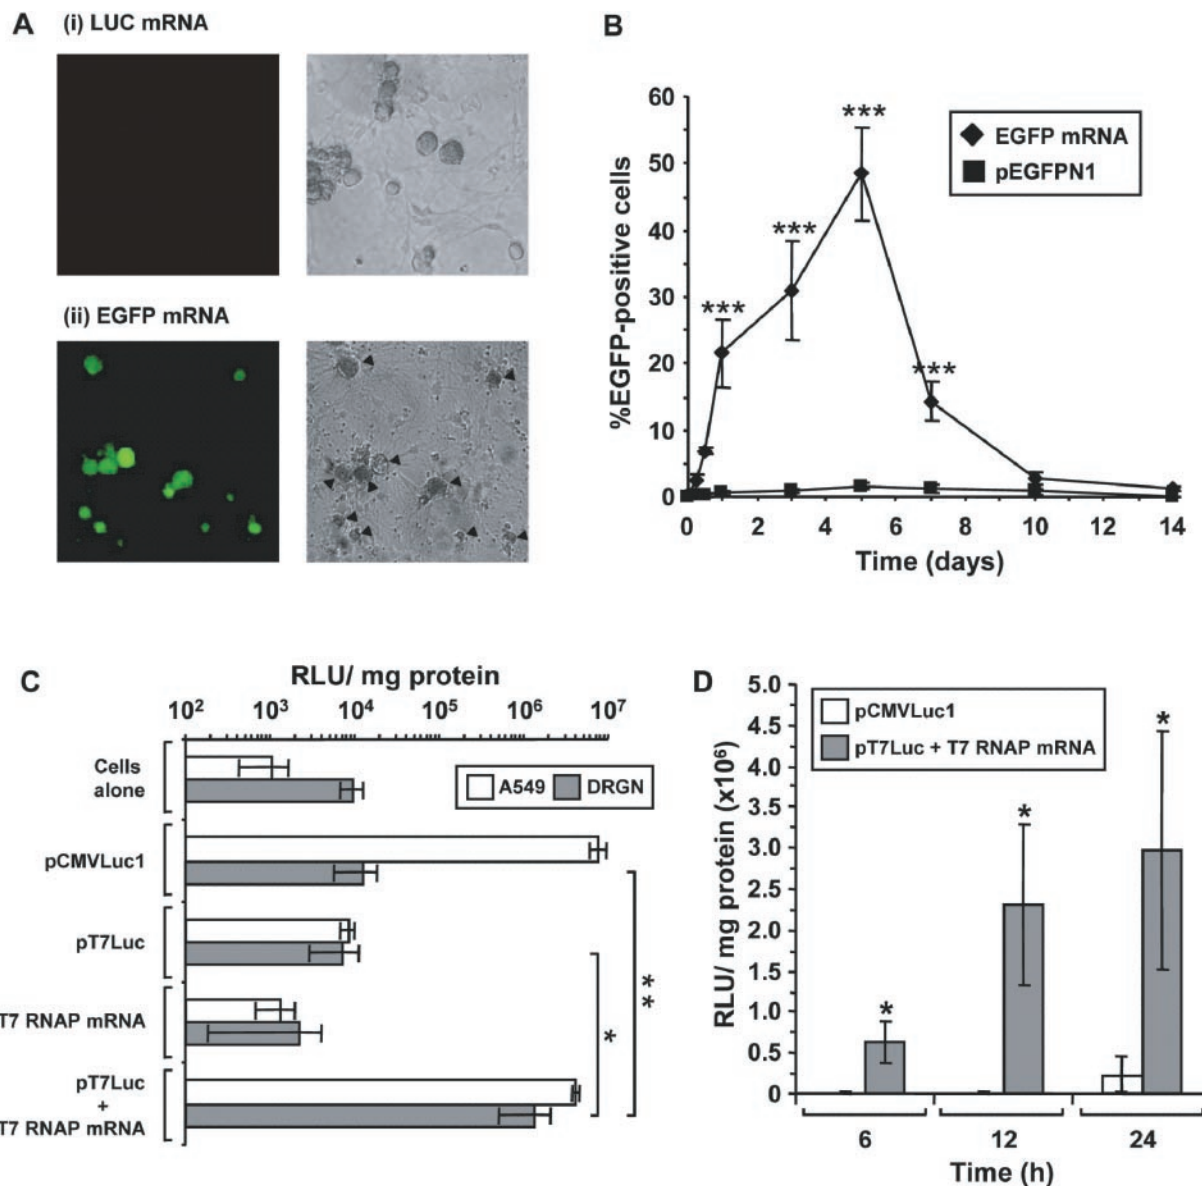 A
(i) LUC mRNA
(ii) EGFP mRNA
B
60
50
40
30
20
10
0
%EGFP-positive cells
***
***
***
***
EGFP mRNA
pEGFPN1
0 2 4 6 8 10 12 14
Time (days)
C
RLU/ mg protein
10² 10³ 10⁴ 10⁵ 10⁶ 10⁷
A549 DRGN
Cells
alone
pCMVLuc1
pT7Luc
T7 RNAP mRNA
pT7Luc
+
T7 RNAP mRNA
*
**
D
RLU/ mg protein (x10⁶)
5.0
4.5
4.0
3.5
3.0
2.5
2.0
1.5
1.0
0.5
0
pCMVLuc1
pT7Luc + T7 RNAP mRNA
*
*
*
6 12 24
Time (h)